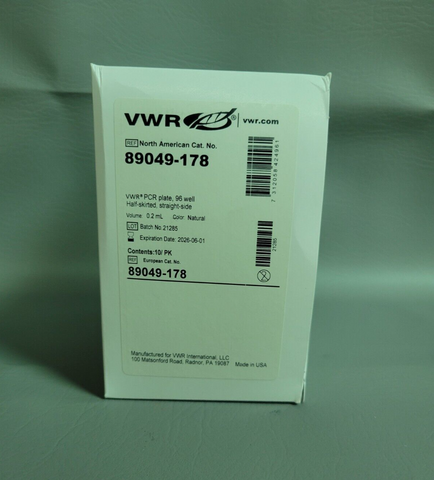 VWR® | vwr.com
REF North American Cat. No.
89049-178
VWR® PCR plate, 96 well
Half-skirted, straight-side
Volume: 0.2 mL Color: Natural
LOT Batch No. 21285
Expiration Date: 2026-06-01
Contents: 10/ PK
REF European Cat. No.
89049-178
21285
Manufactured for VWR International, LLC
100 Matsonford Road, Radnor, PA 19087 Made in USA